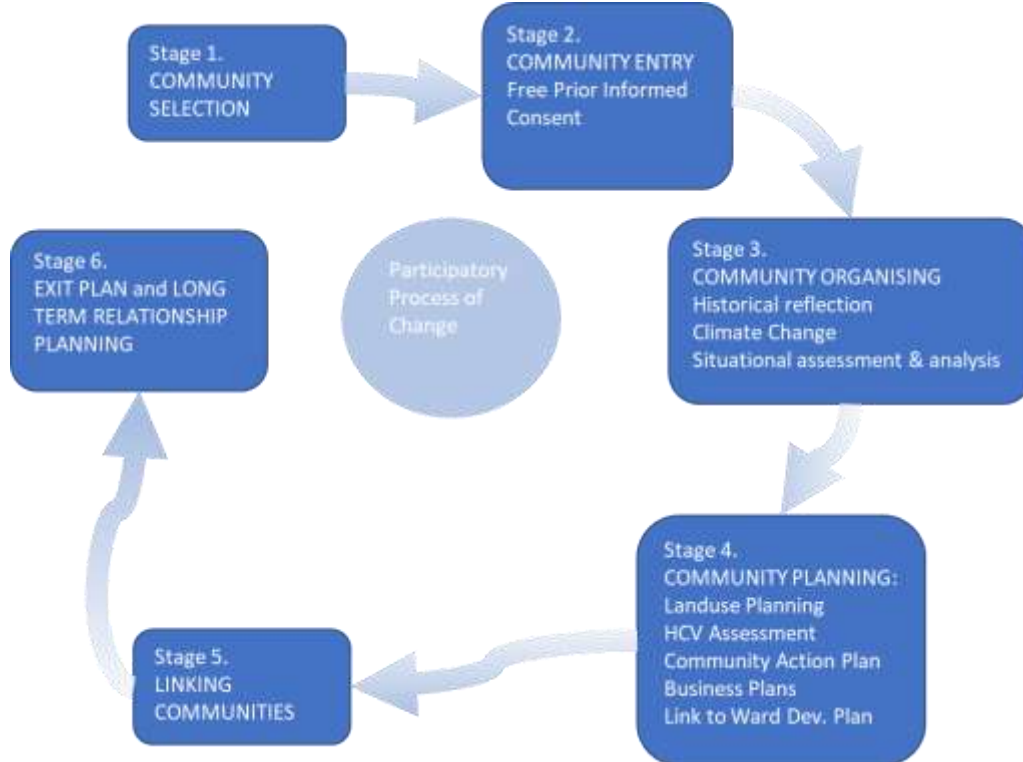 Stage 1.
COMMUNITY
SELECTION
Stage 2.
COMMUNITY ENTRY
Free Prior Informed
Consent
Stage 3.
COMMUNITY ORGANISING
Historical reflection
Climate Change
Situational assessment & analysis
Stage 4.
COMMUNITY PLANNING:
Landuse Planning
HCV Assessment
Community Action Plan
Business Plans
Link to Ward Dev. Plan
Stage 5.
LINKING
COMMUNITIES
Stage 6.
EXIT PLAN and LONG
TERM RELATIONSHIP
PLANNING
Participatory
Process of
Change